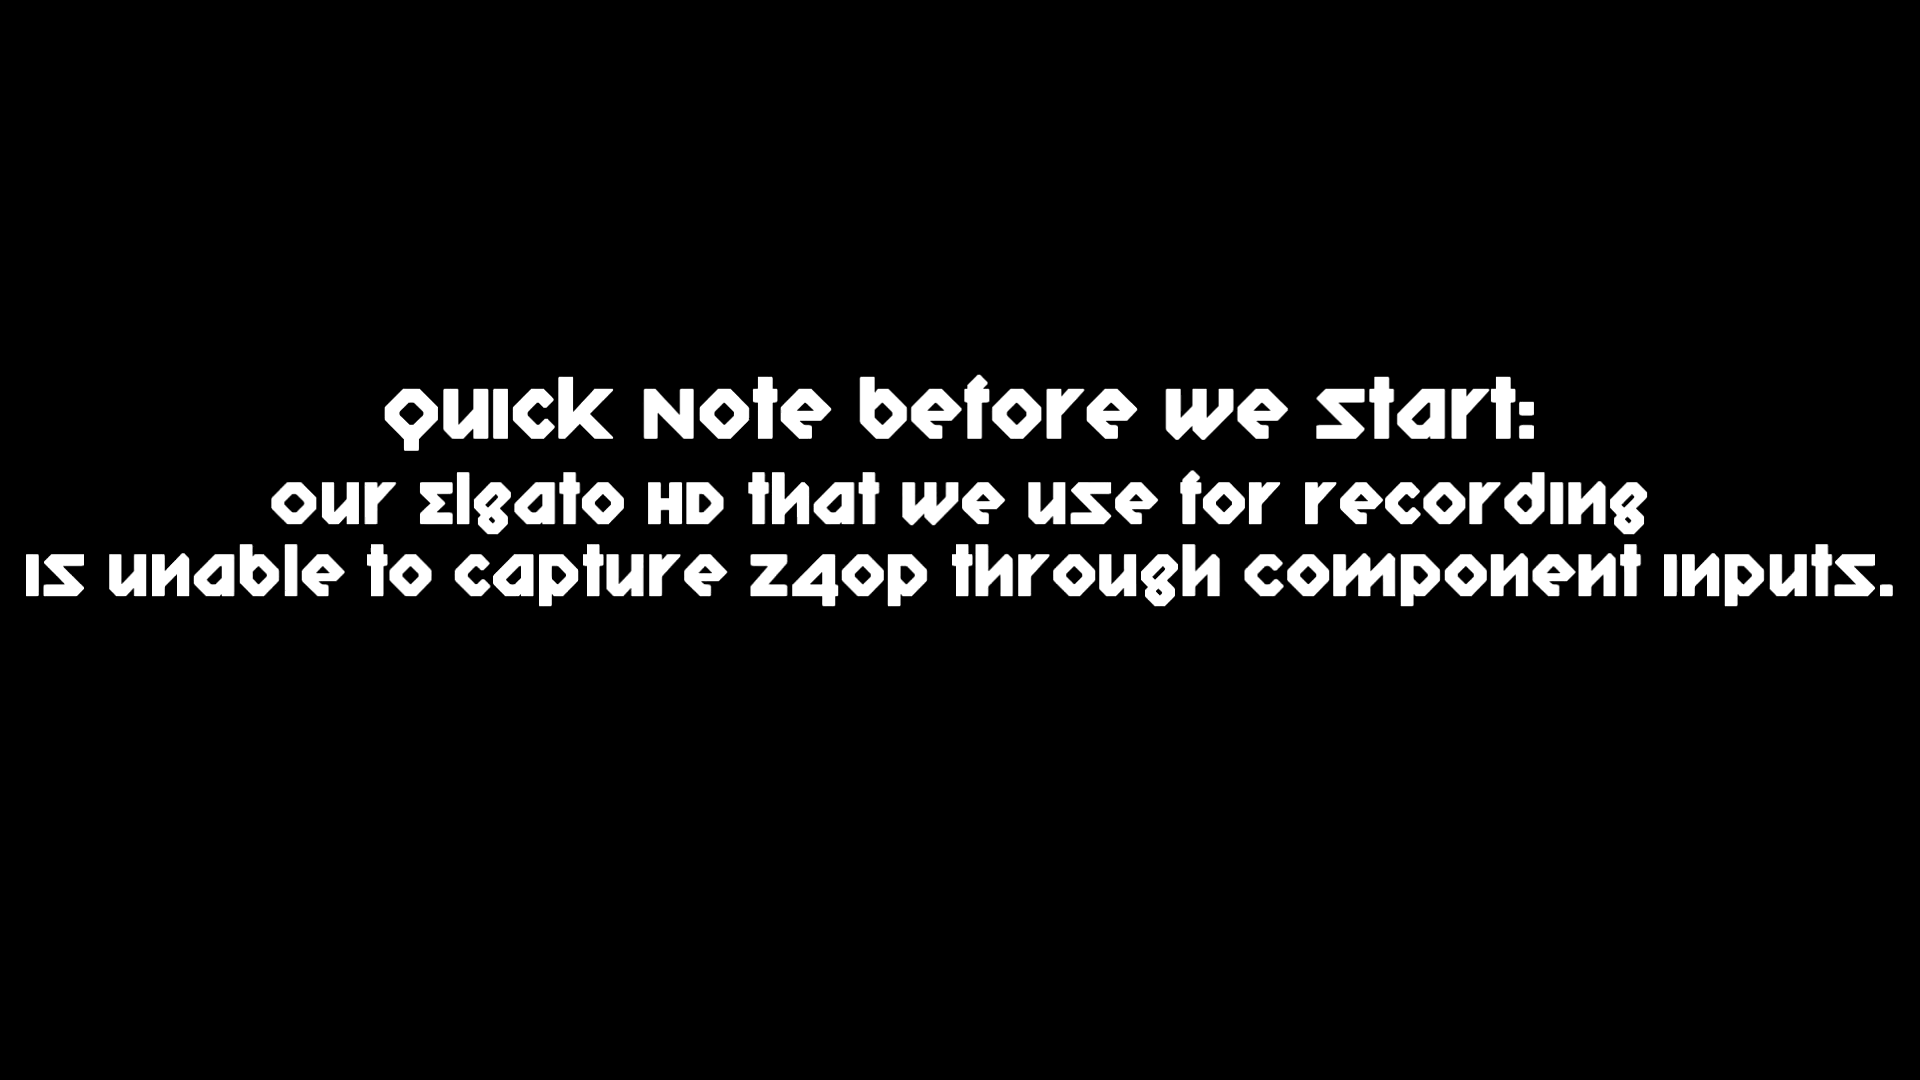 Quick Note before we start:
our Elgato HD that we use for recording
is unable to capture 240p through component inputs.